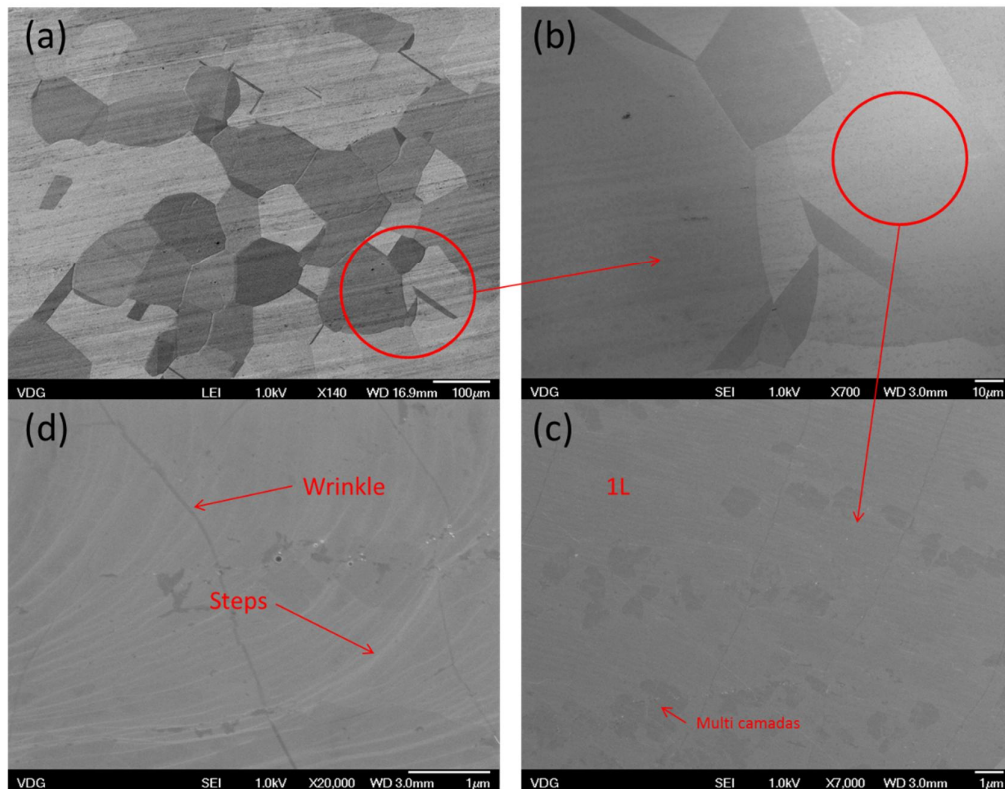 (a)
VDG LEI 1.0kV X140 WD 16.9mm 100μm
(b)
VDG SEI 1.0kV X700 WD 3.0mm 10μm
(d)
Wrinkle
Steps
VDG SEI 1.0kV X20,000 WD 3.0mm 1μm
(c)
1L
Multi camadas
VDG SEI 1.0kV X7,000 WD 3.0mm 1μm